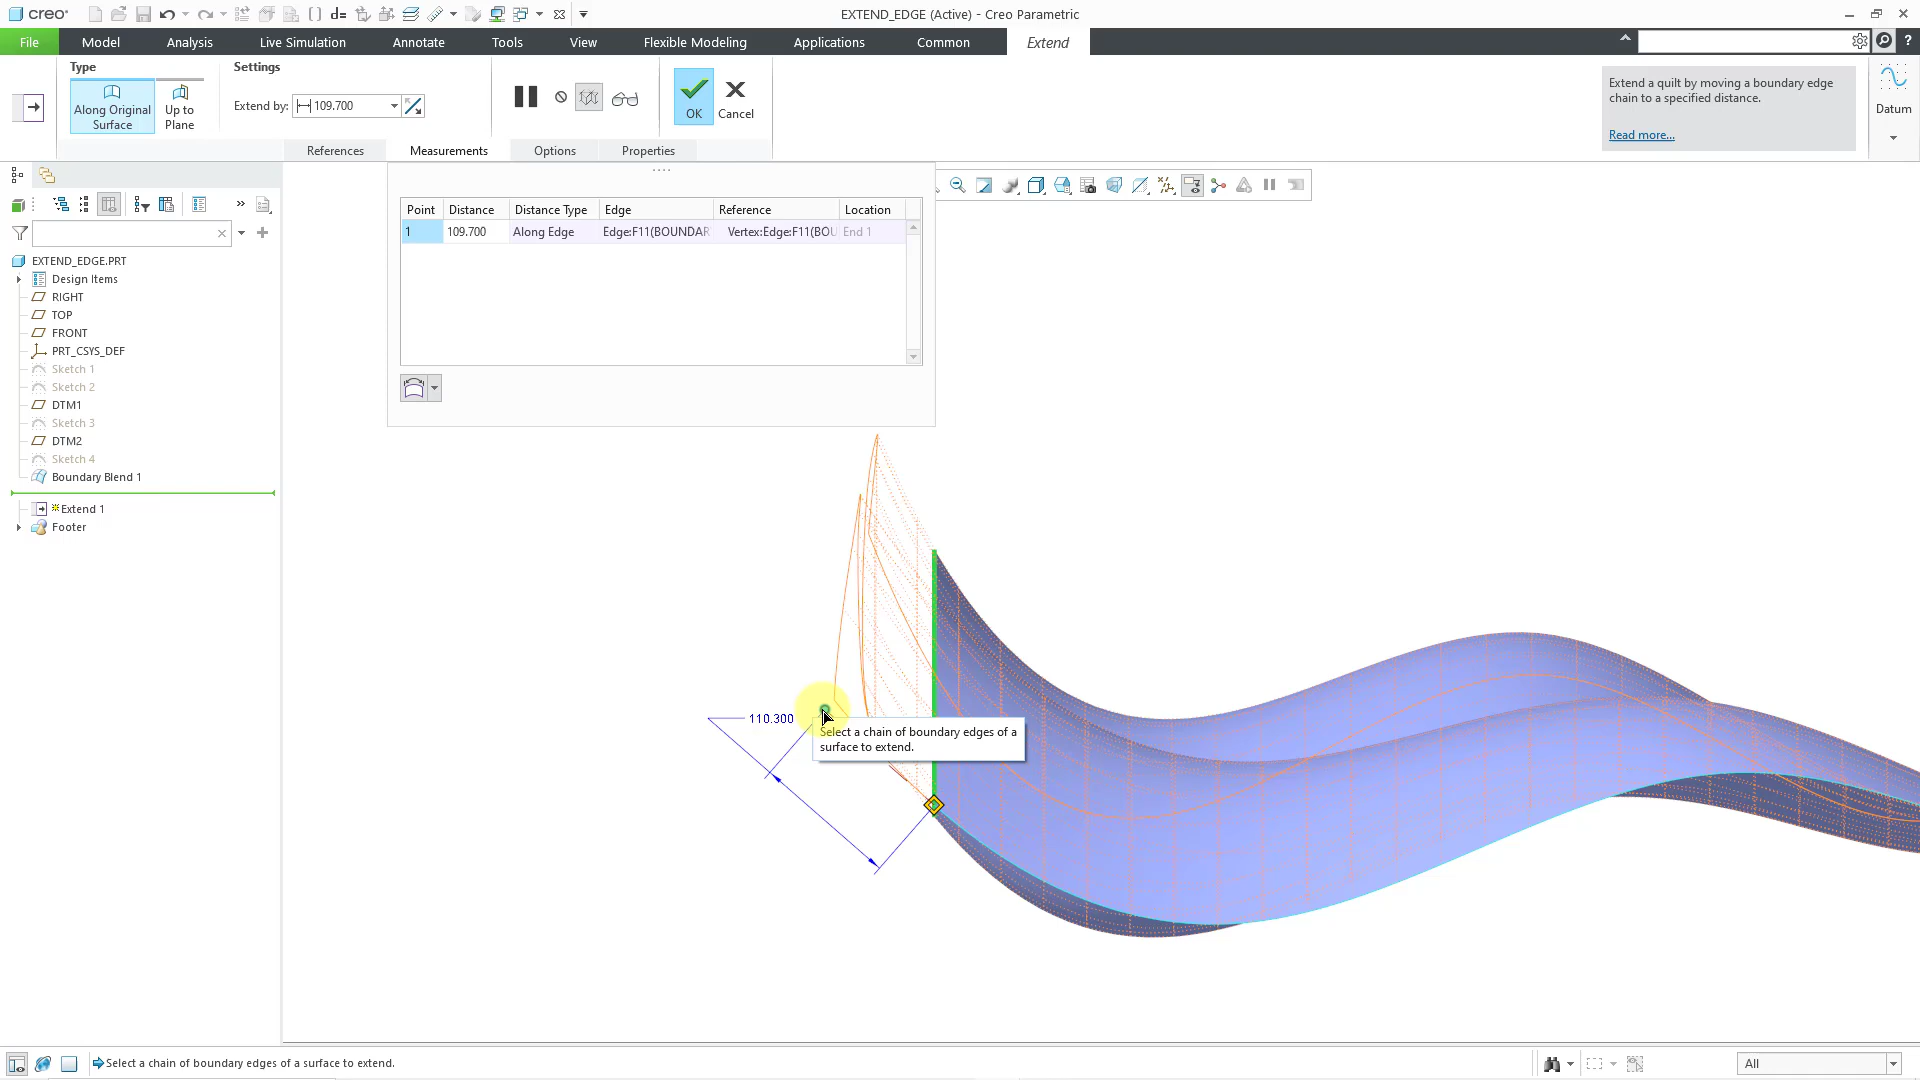 creo
EXTEND_EDGE (Active) - Creo Parametric
File
Model
Analysis
Live Simulation
Annotate
Tools
View
Flexible Modeling
Applications
Common
Extend
Type
Settings
Along Original
Surface
Up to
Plane
Extend by:
109.700
OK
Cancel
Extend a quilt by moving a boundary edge
chain to a specified distance.
Read more...
Datum
References
Measurements
Options
Properties
Point
Distance
Distance Type
Edge
Reference
Location
1
109.700
Along Edge
Edge:F11(BOUNDAR
Vertex:Edge:F11(BOU
End 1
EXTEND_EDGE.PRT
Design Items
RIGHT
TOP
FRONT
PRT_CSYS_DEF
Sketch 1
Sketch 2
DTM1
Sketch 3
DTM2
Sketch 4
Boundary Blend 1
Extend 1
Footer
110.300
Select a chain of boundary edges of a
surface to extend.
Select a chain of boundary edges of a surface to extend.
All